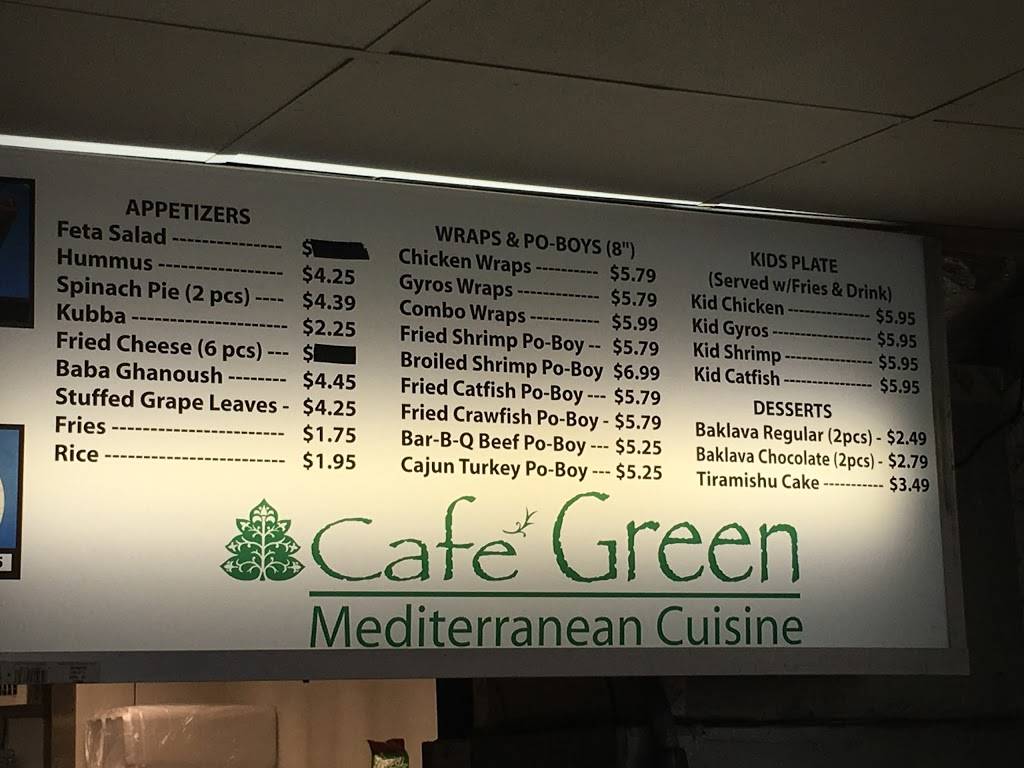 APPETIZERS
Feta Salad ---------------- $
Hummus ------------------ $4.25
Spinach Pie (2 pcs) ---- $4.39
Kubba ---------------------- $2.25
Fried Cheese (6 pcs) --- $
Baba Ghanoush -------- $4.45
Stuffed Grape Leaves - $4.25
Fries ------------------------ $1.75
Rice ------------------------- $1.95
WRAPS & PO-BOYS (8")
Chicken Wraps ---------- $5.79
Gyros Wraps ------------- $5.79
Combo Wraps ----------- $5.99
Fried Shrimp Po-Boy -- $5.79
Broiled Shrimp Po-Boy $6.99
Fried Catfish Po-Boy --- $5.79
Fried Crawfish Po-Boy - $5.79
Bar-B-Q Beef Po-Boy --- $5.25
Cajun Turkey Po-Boy --- $5.25
KIDS PLATE
(Served w/Fries & Drink)
Kid Chicken --------------- $5.95
Kid Gyros ------------------ $5.95
Kid Shrimp ---------------- $5.95
Kid Catfish ---------------- $5.95
DESSERTS
Baklava Regular (2pcs) - $2.49
Baklava Chocolate (2pcs) - $2.79
Tiramishu Cake ----------- $3.49
Cafe Green
Mediterranean Cuisine